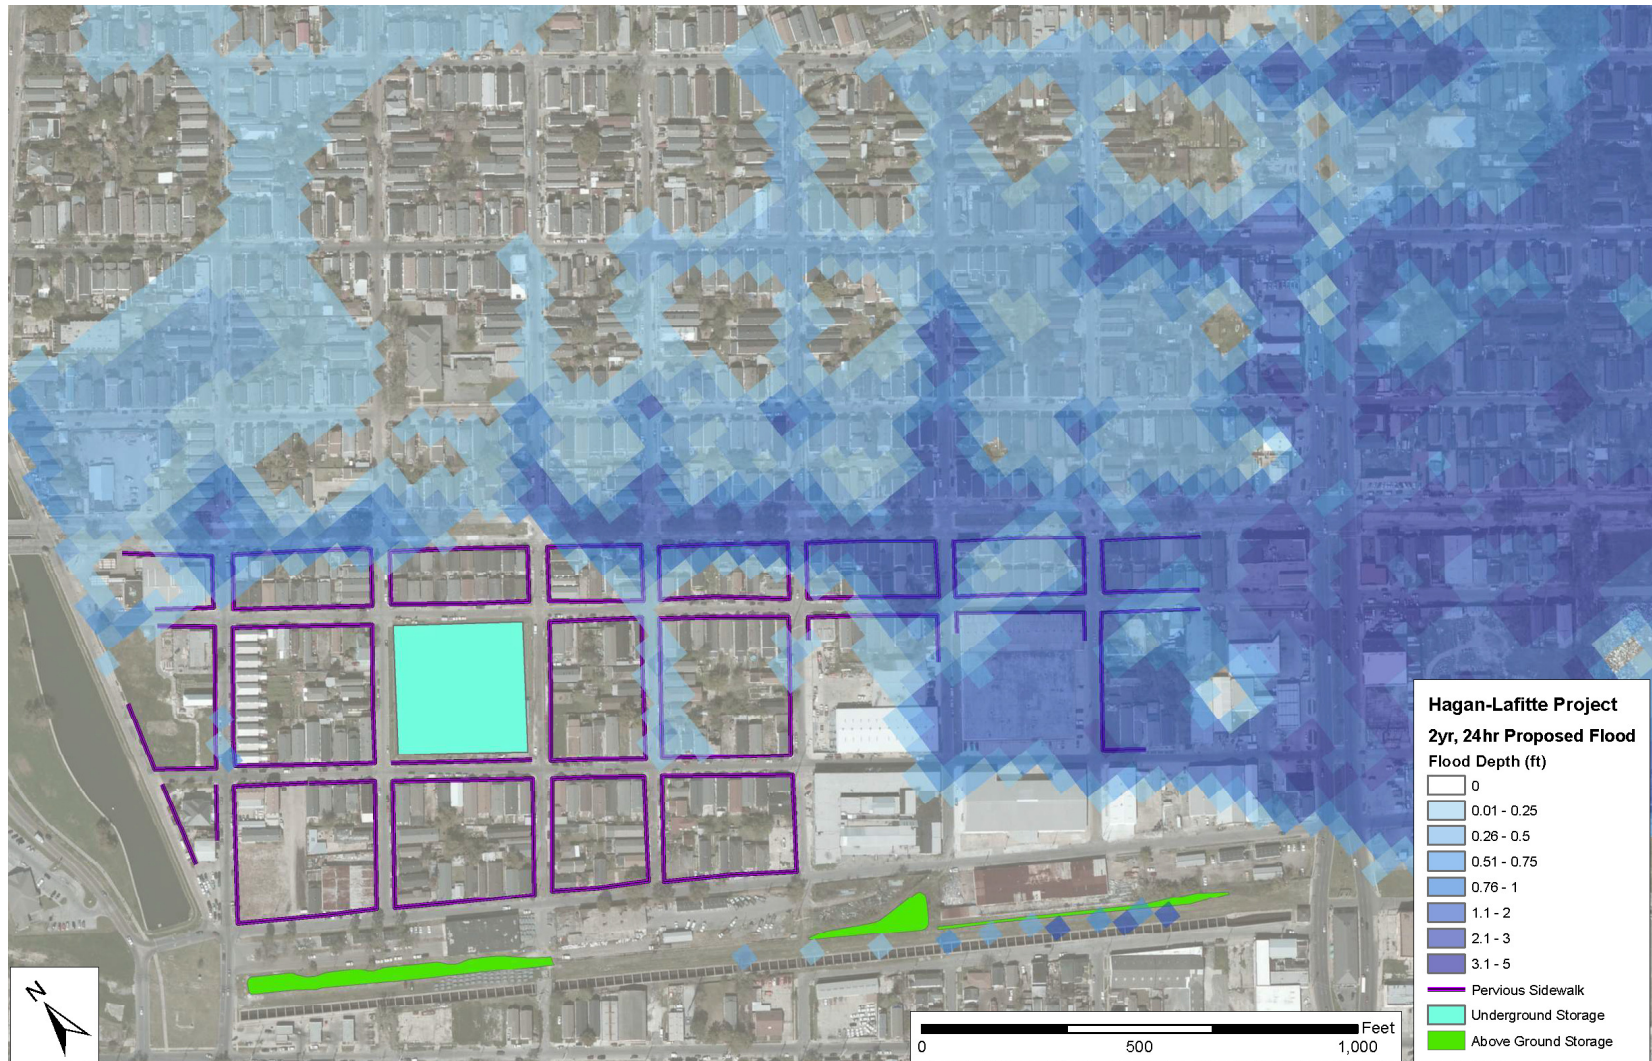 Hagan-Lafitte Project
2yr, 24hr Proposed Flood
Flood Depth (ft)
0
0.01 - 0.25
0.26 - 0.5
0.51 - 0.75
0.76 - 1
1.1 - 2
2.1 - 3
3.1 - 5
Pervious Sidewalk
Underground Storage
Above Ground Storage
N
Feet
0 500 1,000